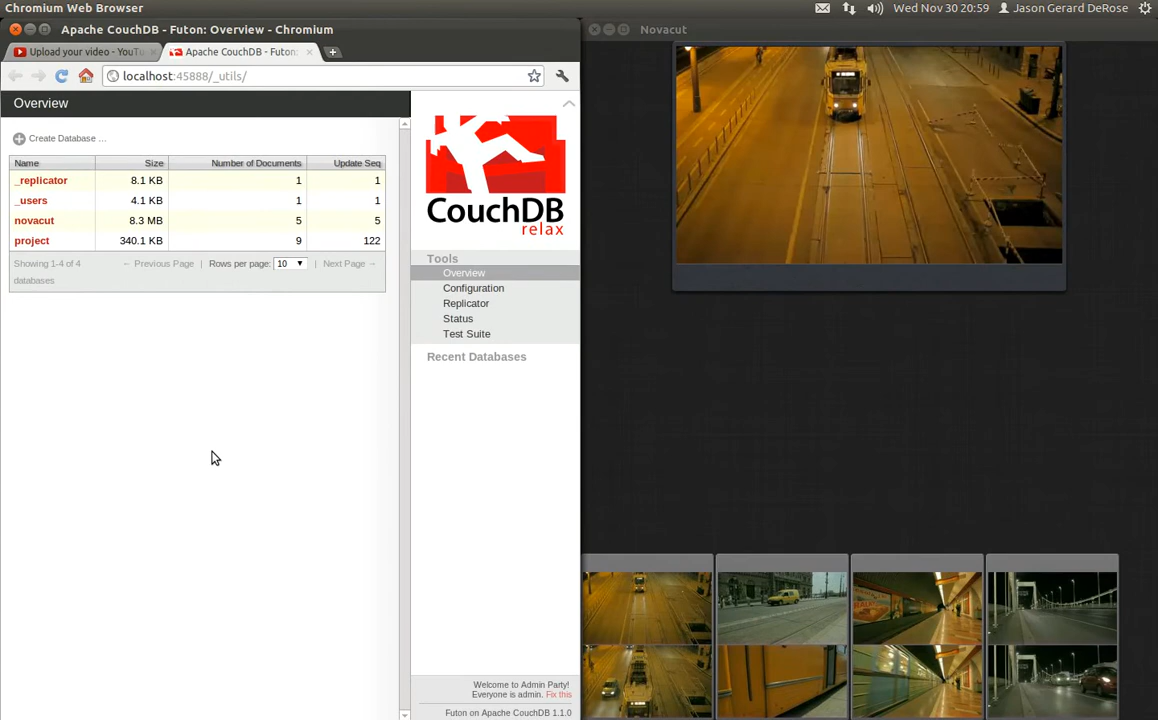 Chromium Web Browser
Wed Nov 30 20:59
Jason Gerard DeRose
Apache CouchDB - Futon: Overview - Chromium
Upload your video - YouTu
Apache CouchDB - Futon:
localhost:45888/_utils/
Overview
Create Database ...
Name Size Number of Documents Update Seq
_replicator 8.1 KB 1 1
_users 4.1 KB 1 1
novacut 8.3 MB 5 5
project 340.1 KB 9 122
Showing 1-4 of 4 databases
← Previous Page | Rows per page: 10 | Next Page →
CouchDB
relax
Tools
Overview
Configuration
Replicator
Status
Test Suite
Recent Databases
Welcome to Admin Party!
Everyone is admin. Fix this
Futon on Apache CouchDB 1.1.0
Novacut